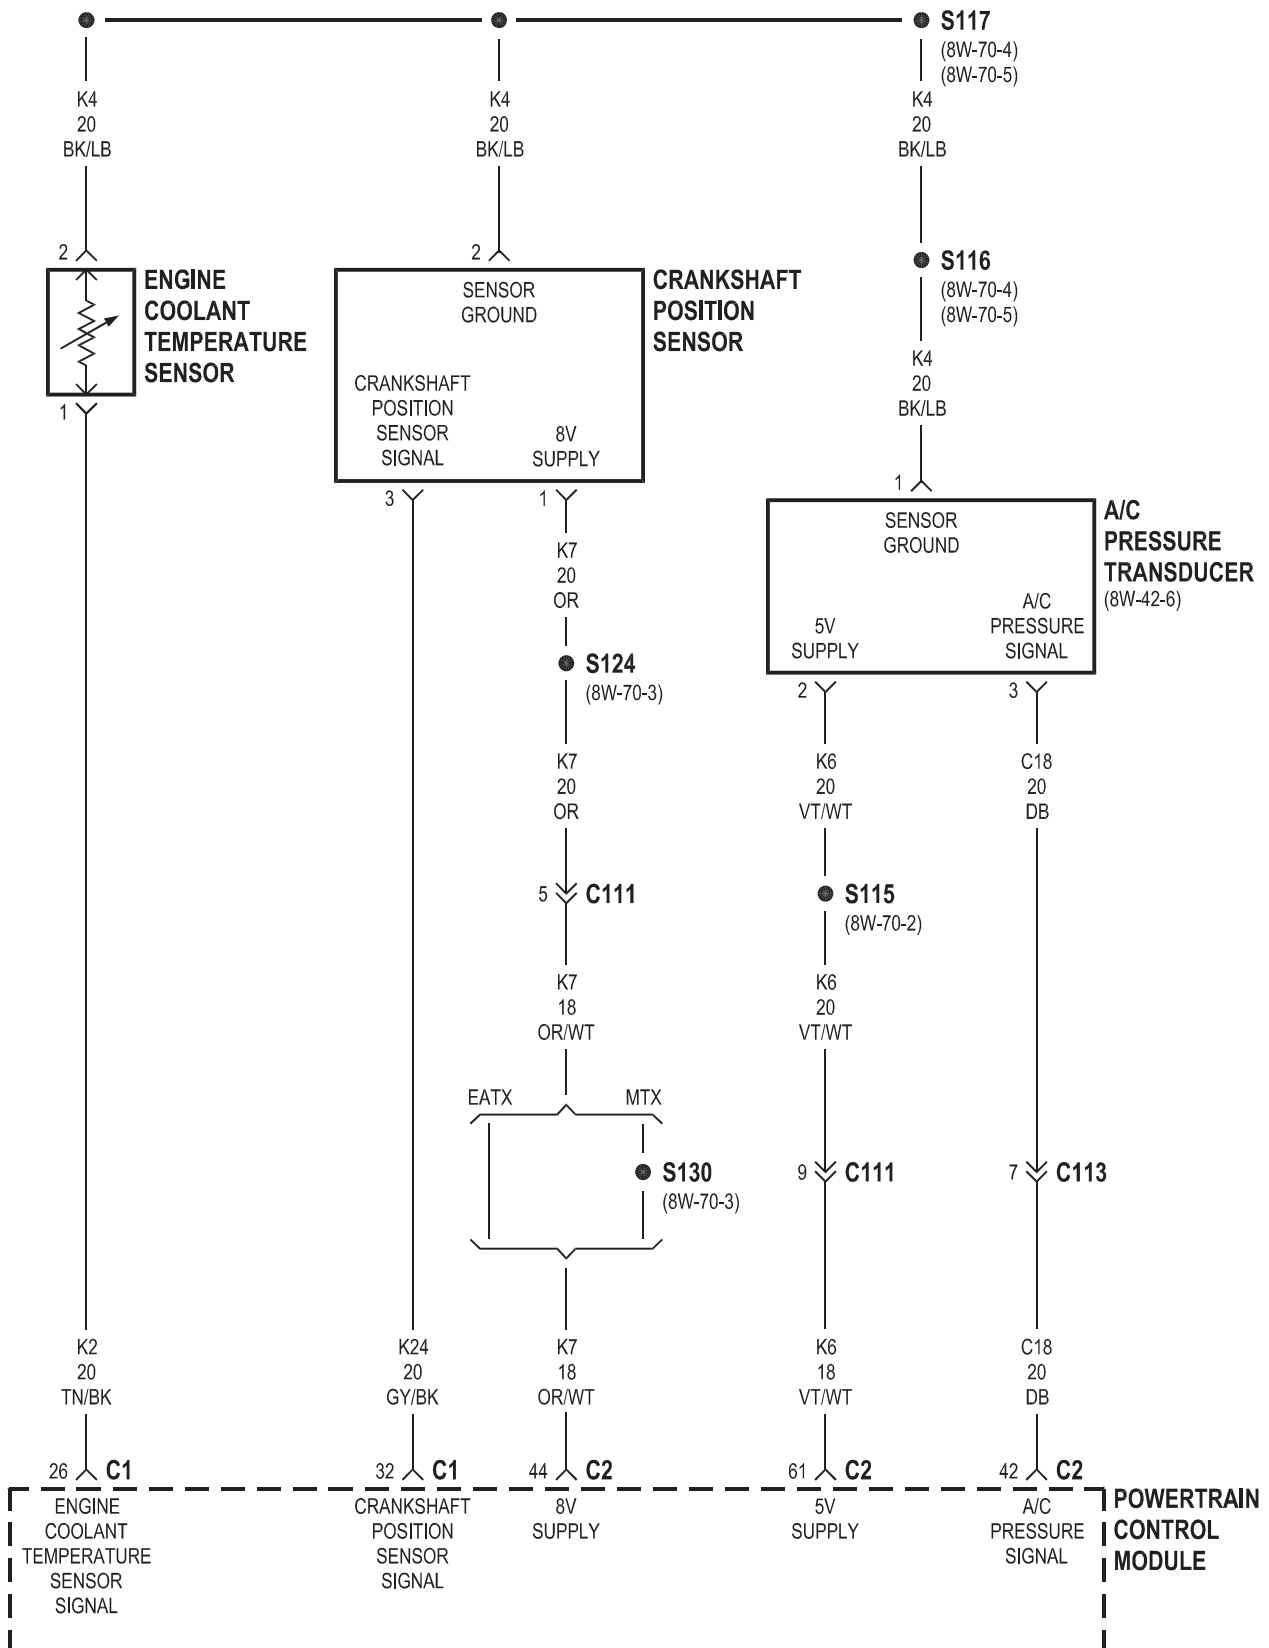 S117
(8W-70-4)
(8W-70-5)
K4
20
BK/LB
K4
20
BK/LB
K4
20
BK/LB
2
ENGINE
COOLANT
TEMPERATURE
SENSOR
1
2
SENSOR
GROUND
CRANKSHAFT
POSITION
SENSOR
SIGNAL
8V
SUPPLY
CRANKSHAFT
POSITION
SENSOR
3
1
S116
(8W-70-4)
(8W-70-5)
K4
20
BK/LB
1
SENSOR
GROUND
5V
SUPPLY
A/C
PRESSURE
SIGNAL
A/C
PRESSURE
TRANSDUCER
(8W-42-6)
2
3
K7
20
OR
S124
(8W-70-3)
K7
20
OR
5
C111
K7
18
OR/WT
EATX
MTX
S130
(8W-70-3)
K6
20
VT/WT
S115
(8W-70-2)
K6
20
VT/WT
9
C111
C18
20
DB
7
C113
K2
20
TN/BK
K24
20
GY/BK
K7
18
OR/WT
K6
18
VT/WT
C18
20
DB
26
C1
32
C1
44
C2
61
C2
42
C2
ENGINE
COOLANT
TEMPERATURE
SENSOR
SIGNAL
CRANKSHAFT
POSITION
SENSOR
SIGNAL
8V
SUPPLY
5V
SUPPLY
A/C
PRESSURE
SIGNAL
POWERTRAIN
CONTROL
MODULE